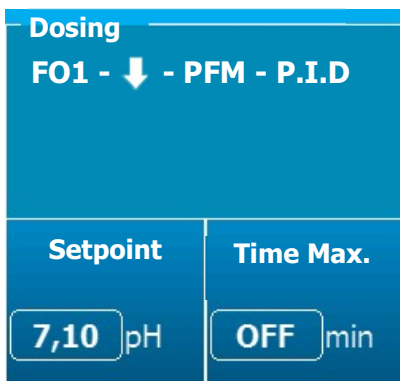 Dosing
FO1 - ⬇ - PFM - P.I.D
Setpoint
Time Max.
7,10 pH
OFF min